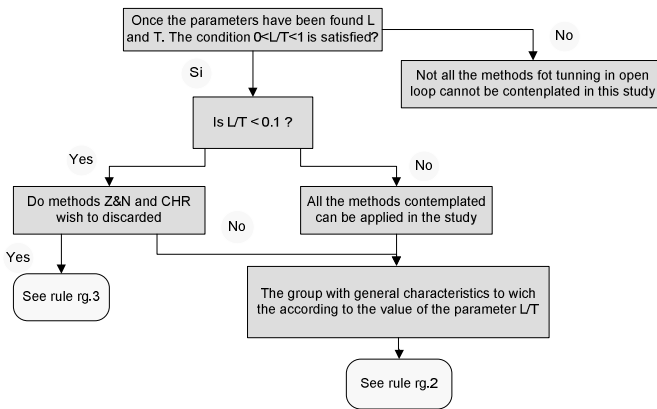 Once the parameters have been found L
and T. The condition 0<L/T<1 is satisfied?
No
Not all the methods fot tunning in open
loop cannot be contenplated in this study
Si
Is L/T < 0.1 ?
Yes
No
Do methods Z&N and CHR
wish to discarded
All the methods contemplated
can be applied in the study
No
Yes
See rule rg.3
The group with general characteristics to wich
the according to the value of the parameter L/T
See rule rg.2